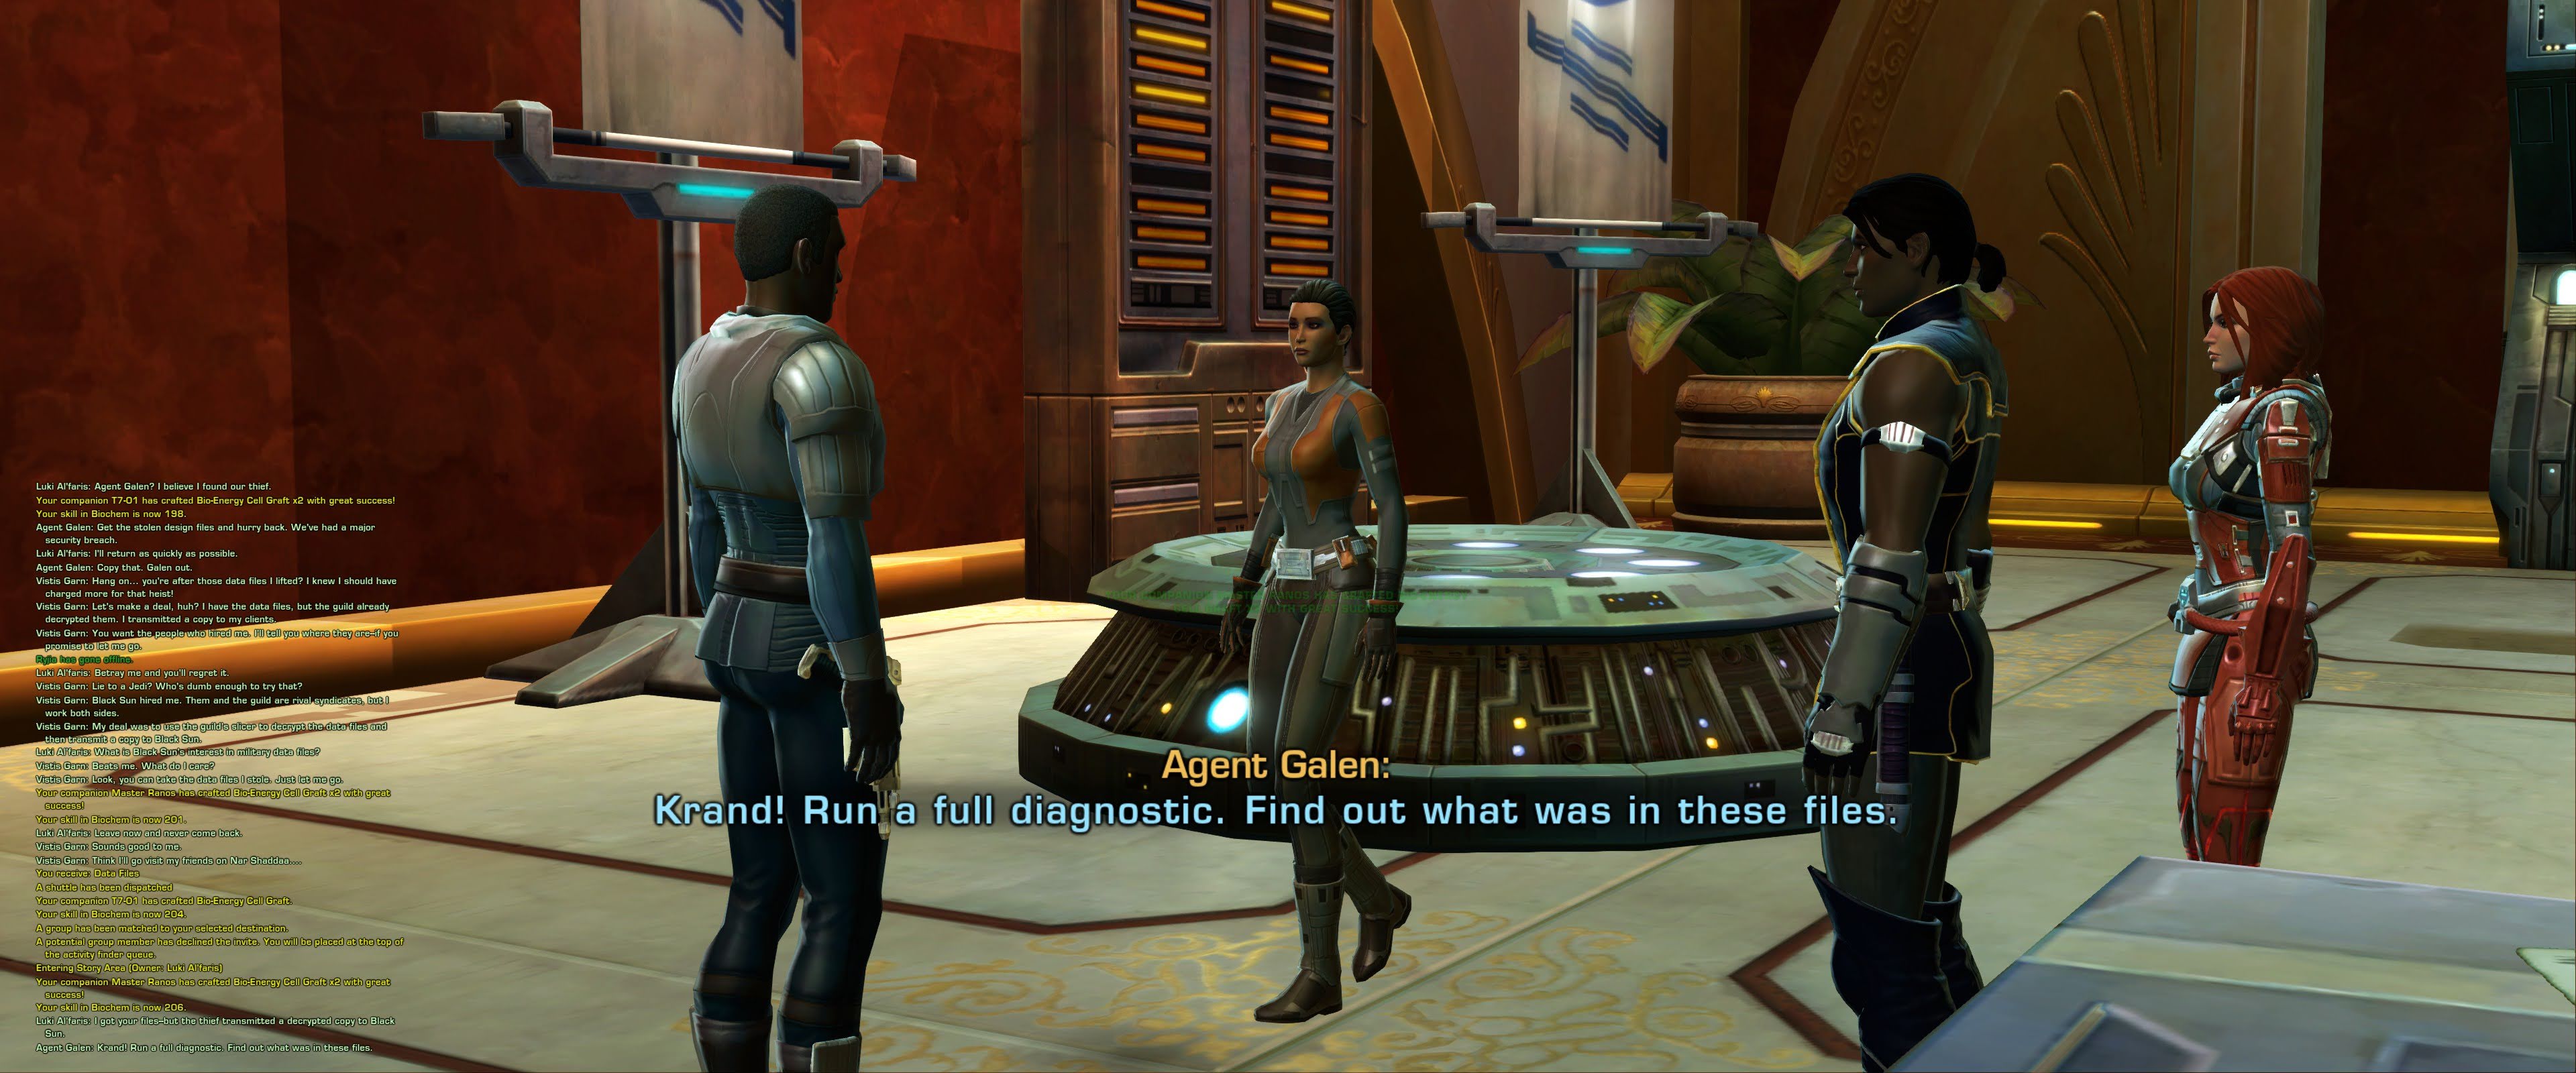 Luki Al'faris: Agent Galen? I believe I found our thief.
Your companion T7-O1 has crafted Bio-Energy Cell Graft x2 with great success!
Your skill in Biochem is now 198.
Agent Galen: Get the stolen design files and hurry back. We've had a major
security breach.
Luki Al'faris: I'll return as quickly as possible.
Agent Galen: Copy that. Galen out.
Vistis Garn: Hang on... you're after those data files I lifted? I knew I should have
charged more for that heist!
Vistis Garn: Let's make a deal, huh? I have the data files, but the guild already
decrypted them. I transmitted a copy to my clients.
Vistis Garn: You want the people who hired me. I'll tell you where they are–if you
promise to let me go.
Ryjia has gone offline.
Luki Al'faris: Betray me and you'll regret it.
Vistis Garn: Lie to a Jedi? Who's dumb enough to try that?
Vistis Garn: Black Sun hired me. Them and the guild are rival syndicates, but I
work both sides.
Vistis Garn: My deal was to use the guild's slicer to decrypt the data files and
then transmit a copy to Black Sun.
Luki Al'faris: What is Black Sun's interest in military data files?
Vistis Garn: Beats me. What do I care?
Vistis Garn: Look, you can take the data files I stole. Just let me go.
Your companion Master Ranos has crafted Bio-Energy Cell Graft x2 with great
success!
Your skill in Biochem is now 201.
Luki Al'faris: Leave now and never come back.
Vistis Garn: Sounds good to me.
Vistis Garn: Think I'll go visit my friends on Nar Shaddaa....
You receive: Data Files
A shuttle has been dispatched
Your companion T7-O1 has crafted Bio-Energy Cell Graft.
Your skill in Biochem is now 204.
A group has been matched to your selected destination.
A potential group member has declined the invite. You will be placed at the top of
the activity finder queue.
Entering Story Area (Owner: Luki Al'faris)
Your companion Master Ranos has crafted Bio-Energy Cell Graft x2 with great
success!
Your skill in Biochem is now 206.
Luki Al'faris: I got your files–but the thief transmitted a decrypted copy to Black
Sun.
Agent Galen: Krand! Run a full diagnostic. Find out what was in these files.
YOUR COMPANION MASTER RANOS HAS CRAFTED BIO-ENERGY
CELL GRAFT X2 WITH GREAT SUCCESS!
Agent Galen:
Krand! Run a full diagnostic. Find out what was in these files.